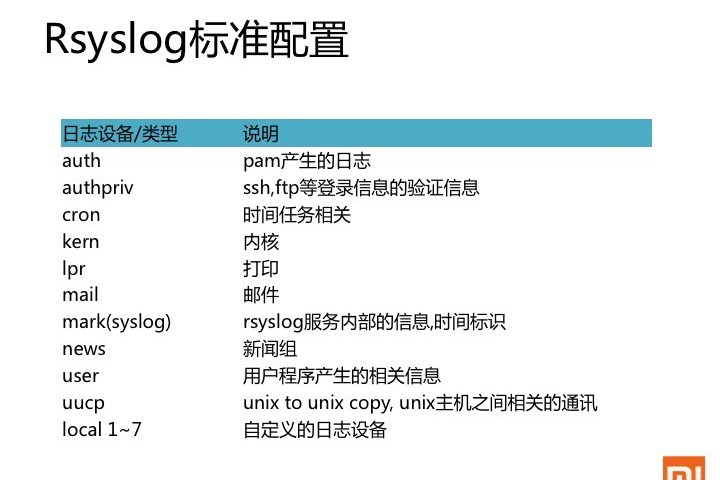 Rsyslog标准配置
日志设备/类型 说明
auth pam产生的日志
authpriv ssh,ftp等登录信息的验证信息
cron 时间任务相关
kern 内核
lpr 打印
mail 邮件
mark(syslog) rsyslog服务内部的信息,时间标识
news 新闻组
user 用户程序产生的相关信息
uucp unix to unix copy, unix主机之间相关的通讯
local 1~7 自定义的日志设备
MI